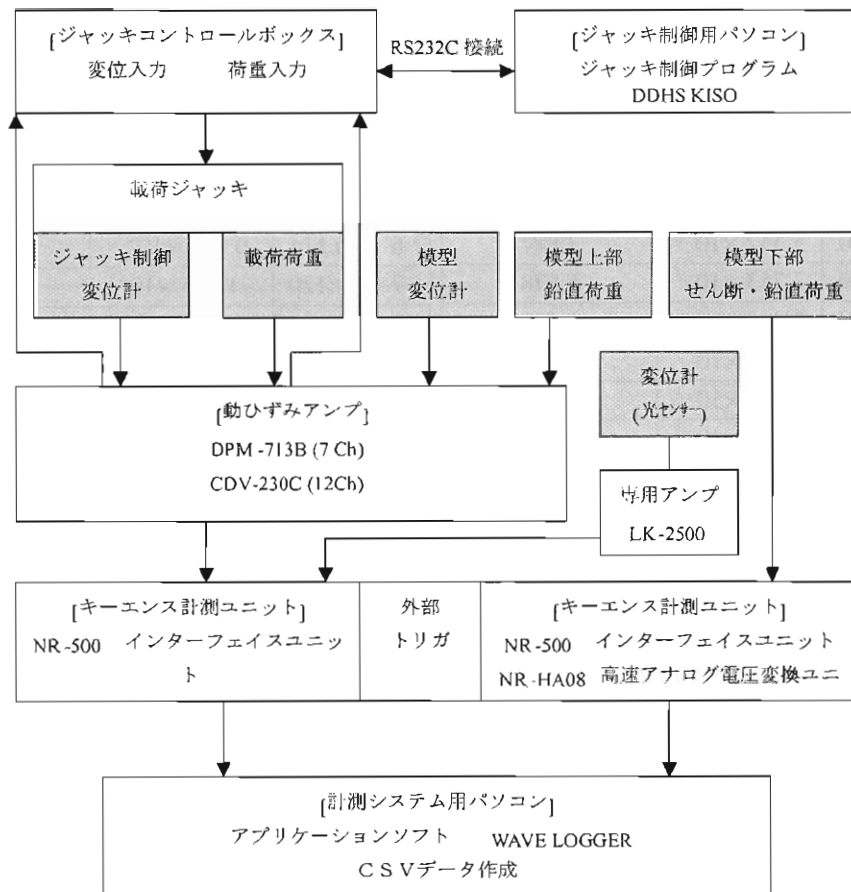 [ジャッキコントロールボックス]
変位入力 荷重入力
RS232C 接続
[ジャッキ制御用パソコン]
ジャッキ制御プログラム
DDHS KISO
載荷ジャッキ
ジャッキ制御
変位計
載荷荷重
模型
変位計
模型上部
鉛直荷重
模型下部
せん断・鉛直荷重
変位計
(光センサー)
[動ひずみアンプ]
DPM-713B (7 Ch)
CDV-230C (12Ch)
専用アンプ
LK-2500
[キーエンス計測ユニット]
NR-500 インターフェイスユニッ
ト
外部
トリガ
[キーエンス計測ユニット]
NR-500 インターフェイスユニット
NR-HA08 高速アナログ電圧変換ユニ
[計測システム用パソコン]
アプリケーションソフト WAVE LOGGER
ＣＳＶデータ作成